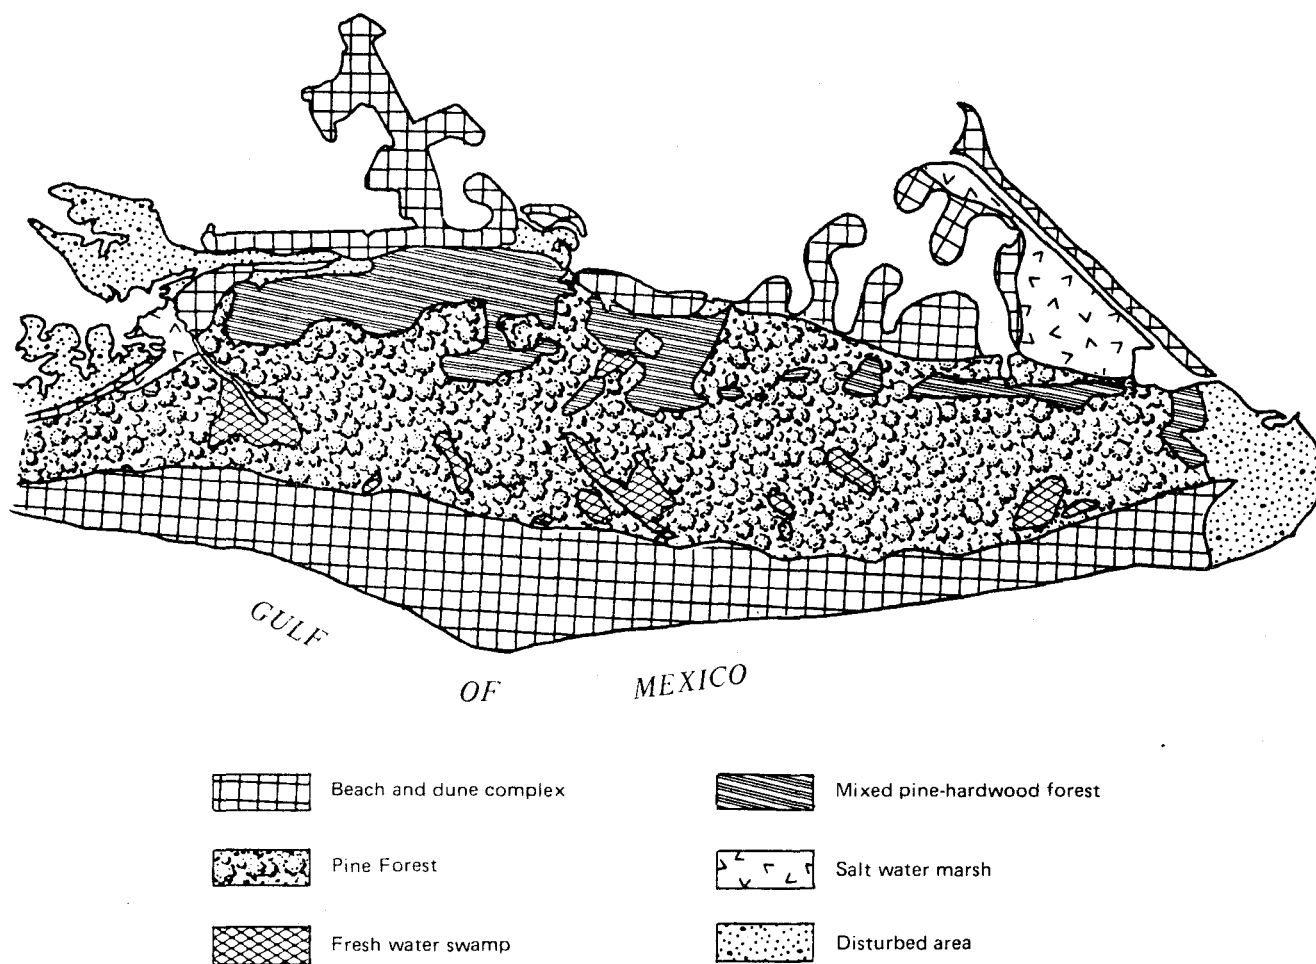 GULF
OF
MEXICO
Beach and dune complex
Mixed pine-hardwood forest
Pine Forest
Salt water marsh
Fresh water swamp
Disturbed area